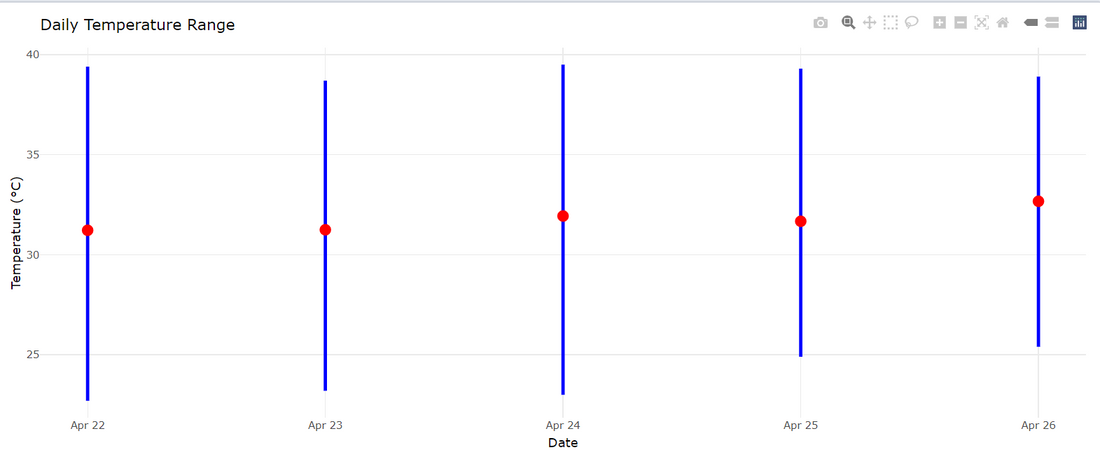 Daily Temperature Range
40
35
30
25
Temperature (°C)
Apr 22 Apr 23 Apr 24 Apr 25 Apr 26
Date